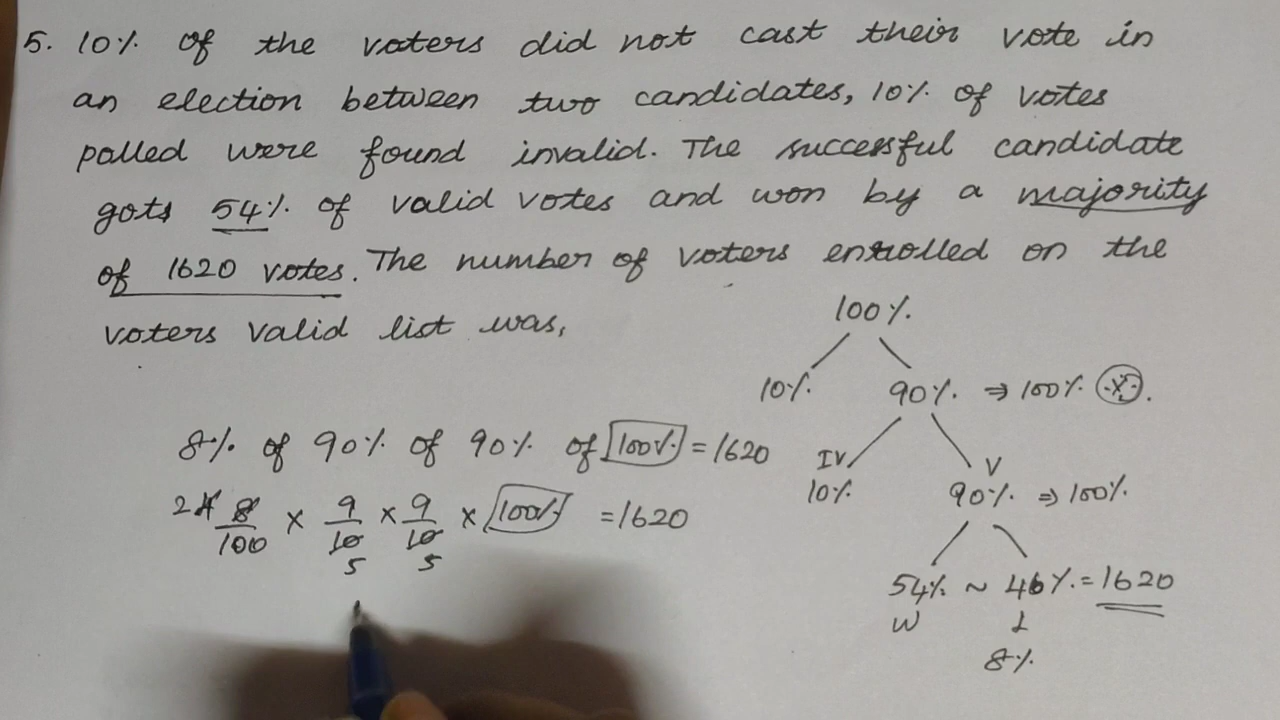 5. 10% of the voters did not cast their vote in
an election between two candidates, 10% of votes
polled were found invalid. The successful candidate
gots 54% of valid votes and won by a majority
of 1620 votes. The number of voters enrolled on the
voters valid list was,
100%
10% 90% ⇒ 100%
8% of 90% of 90% of 100% = 1620
IV V
10% 90% ⇒ 100%
2 4 8/100 × 9/10 × 9/10 × 100% = 1620
5 5
54% ~ 46% = 1620
W L
8%